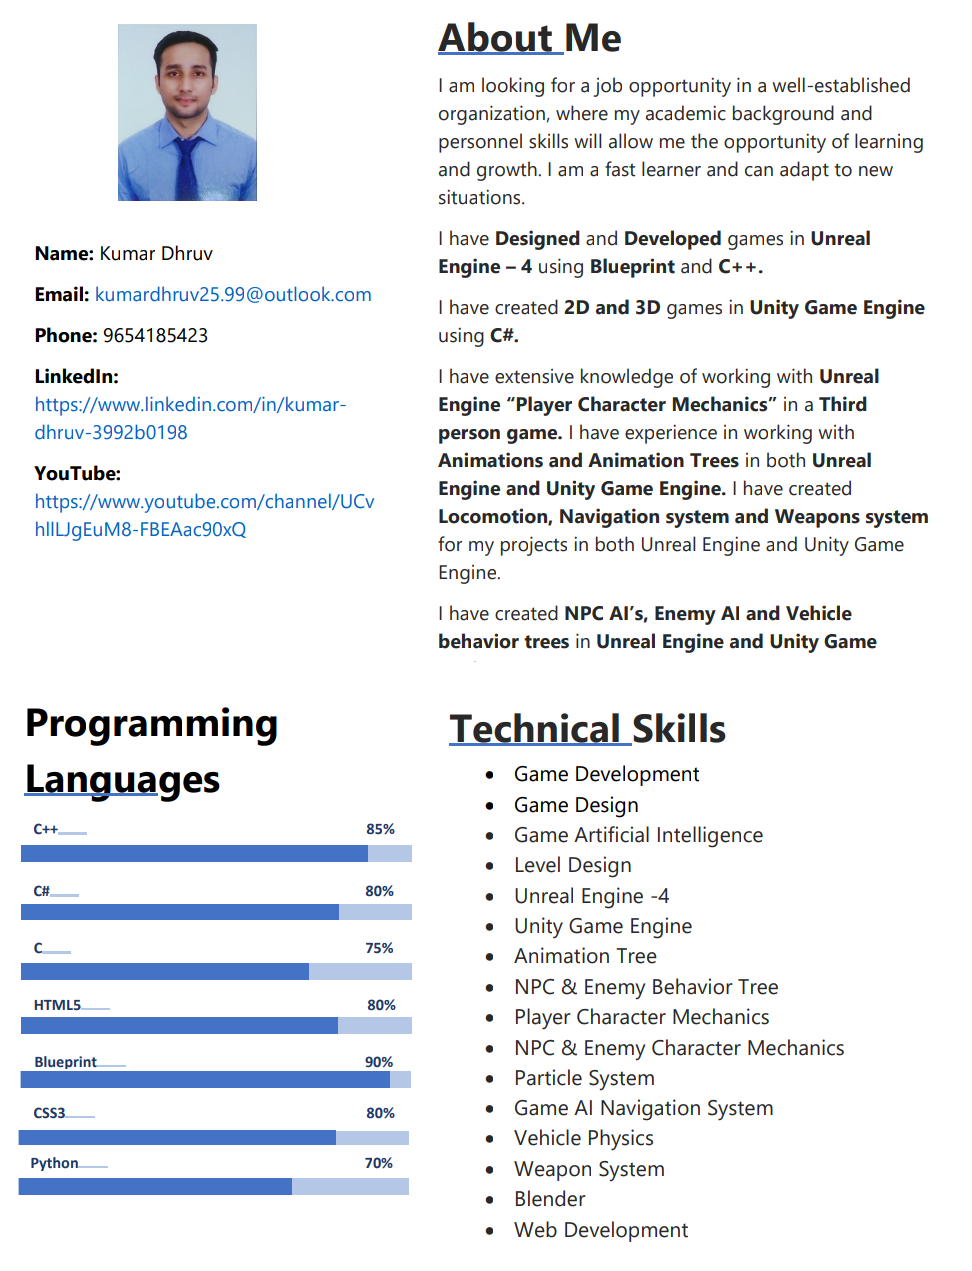 Name: Kumar Dhruv
Email: kumardhruv25.99@outlook.com
Phone: 9654185423
LinkedIn:
https://www.linkedin.com/in/kumar-
dhruv-3992b0198
YouTube:
https://www.youtube.com/channel/UCv
hllLJgEuM8-FBEAac90xQ
About Me
I am looking for a job opportunity in a well-established
organization, where my academic background and
personnel skills will allow me the opportunity of learning
and growth. I am a fast learner and can adapt to new
situations.
I have Designed and Developed games in Unreal
Engine – 4 using Blueprint and C++.
I have created 2D and 3D games in Unity Game Engine
using C#.
I have extensive knowledge of working with Unreal
Engine “Player Character Mechanics” in a Third
person game. I have experience in working with
Animations and Animation Trees in both Unreal
Engine and Unity Game Engine. I have created
Locomotion, Navigation system and Weapons system
for my projects in both Unreal Engine and Unity Game
Engine.
I have created NPC AI’s, Enemy AI and Vehicle
behavior trees in Unreal Engine and Unity Game
Programming
Languages
C++ 85%
C# 80%
C 75%
HTML5 80%
Blueprint 90%
CSS3 80%
Python 70%
Technical Skills
• Game Development
• Game Design
• Game Artificial Intelligence
• Level Design
• Unreal Engine -4
• Unity Game Engine
• Animation Tree
• NPC & Enemy Behavior Tree
• Player Character Mechanics
• NPC & Enemy Character Mechanics
• Particle System
• Game AI Navigation System
• Vehicle Physics
• Weapon System
• Blender
• Web Development